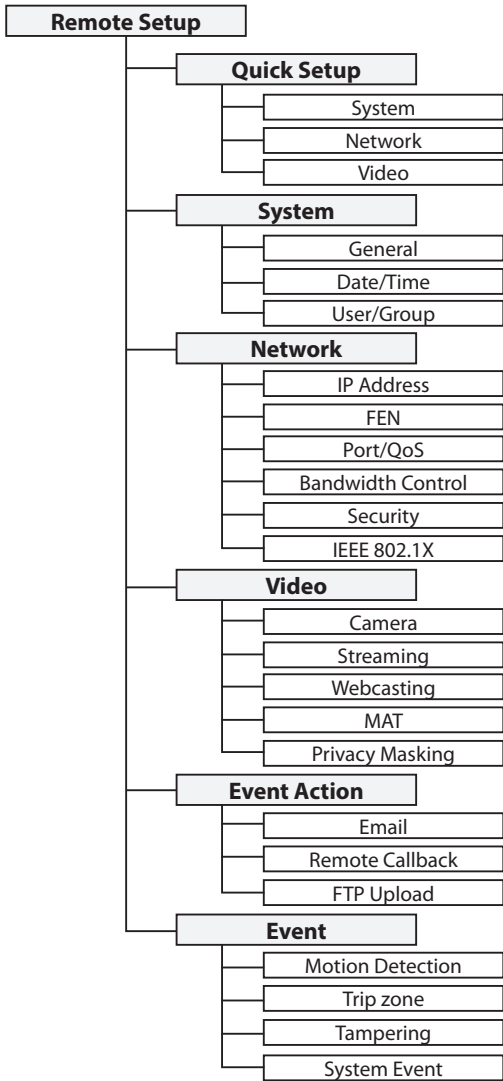 Remote Setup
Quick Setup
System
Network
Video
System
General
Date/Time
User/Group
Network
IP Address
FEN
Port/QoS
Bandwidth Control
Security
IEEE 802.1X
Video
Camera
Streaming
Webcasting
MAT
Privacy Masking
Event Action
Email
Remote Callback
FTP Upload
Event
Motion Detection
Trip zone
Tampering
System Event